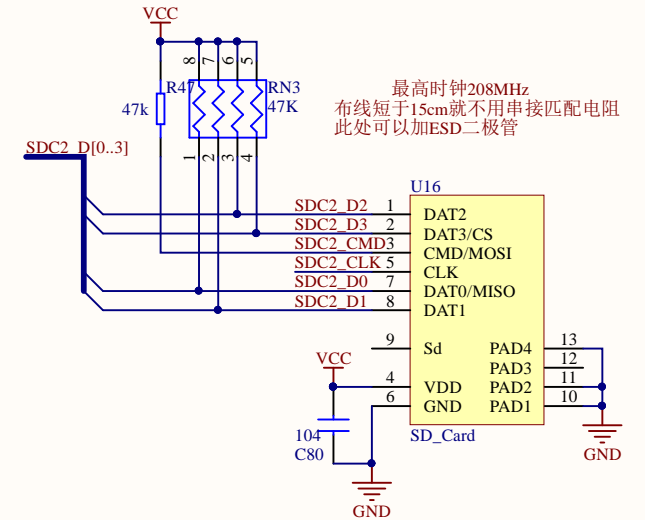 VCC
8 7 6 5
R47 RN3
47k 47K
1 2 3 4
最高时钟208MHz
布线短于15cm就不用串接匹配电阻
此处可以加ESD二极管
SDC2_D[0..3]
U16
SDC2_D2 1 DAT2
SDC2_D3 2 DAT3/CS
SDC2_CMD 3 CMD/MOSI
SDC2_CLK 5 CLK
SDC2_D0 7 DAT0/MISO
SDC2_D1 8 DAT1
9 Sd PAD4 13
PAD3 12
VCC
4 VDD PAD2 11
6 GND PAD1 10
SD_Card
104
C80
GND
GND